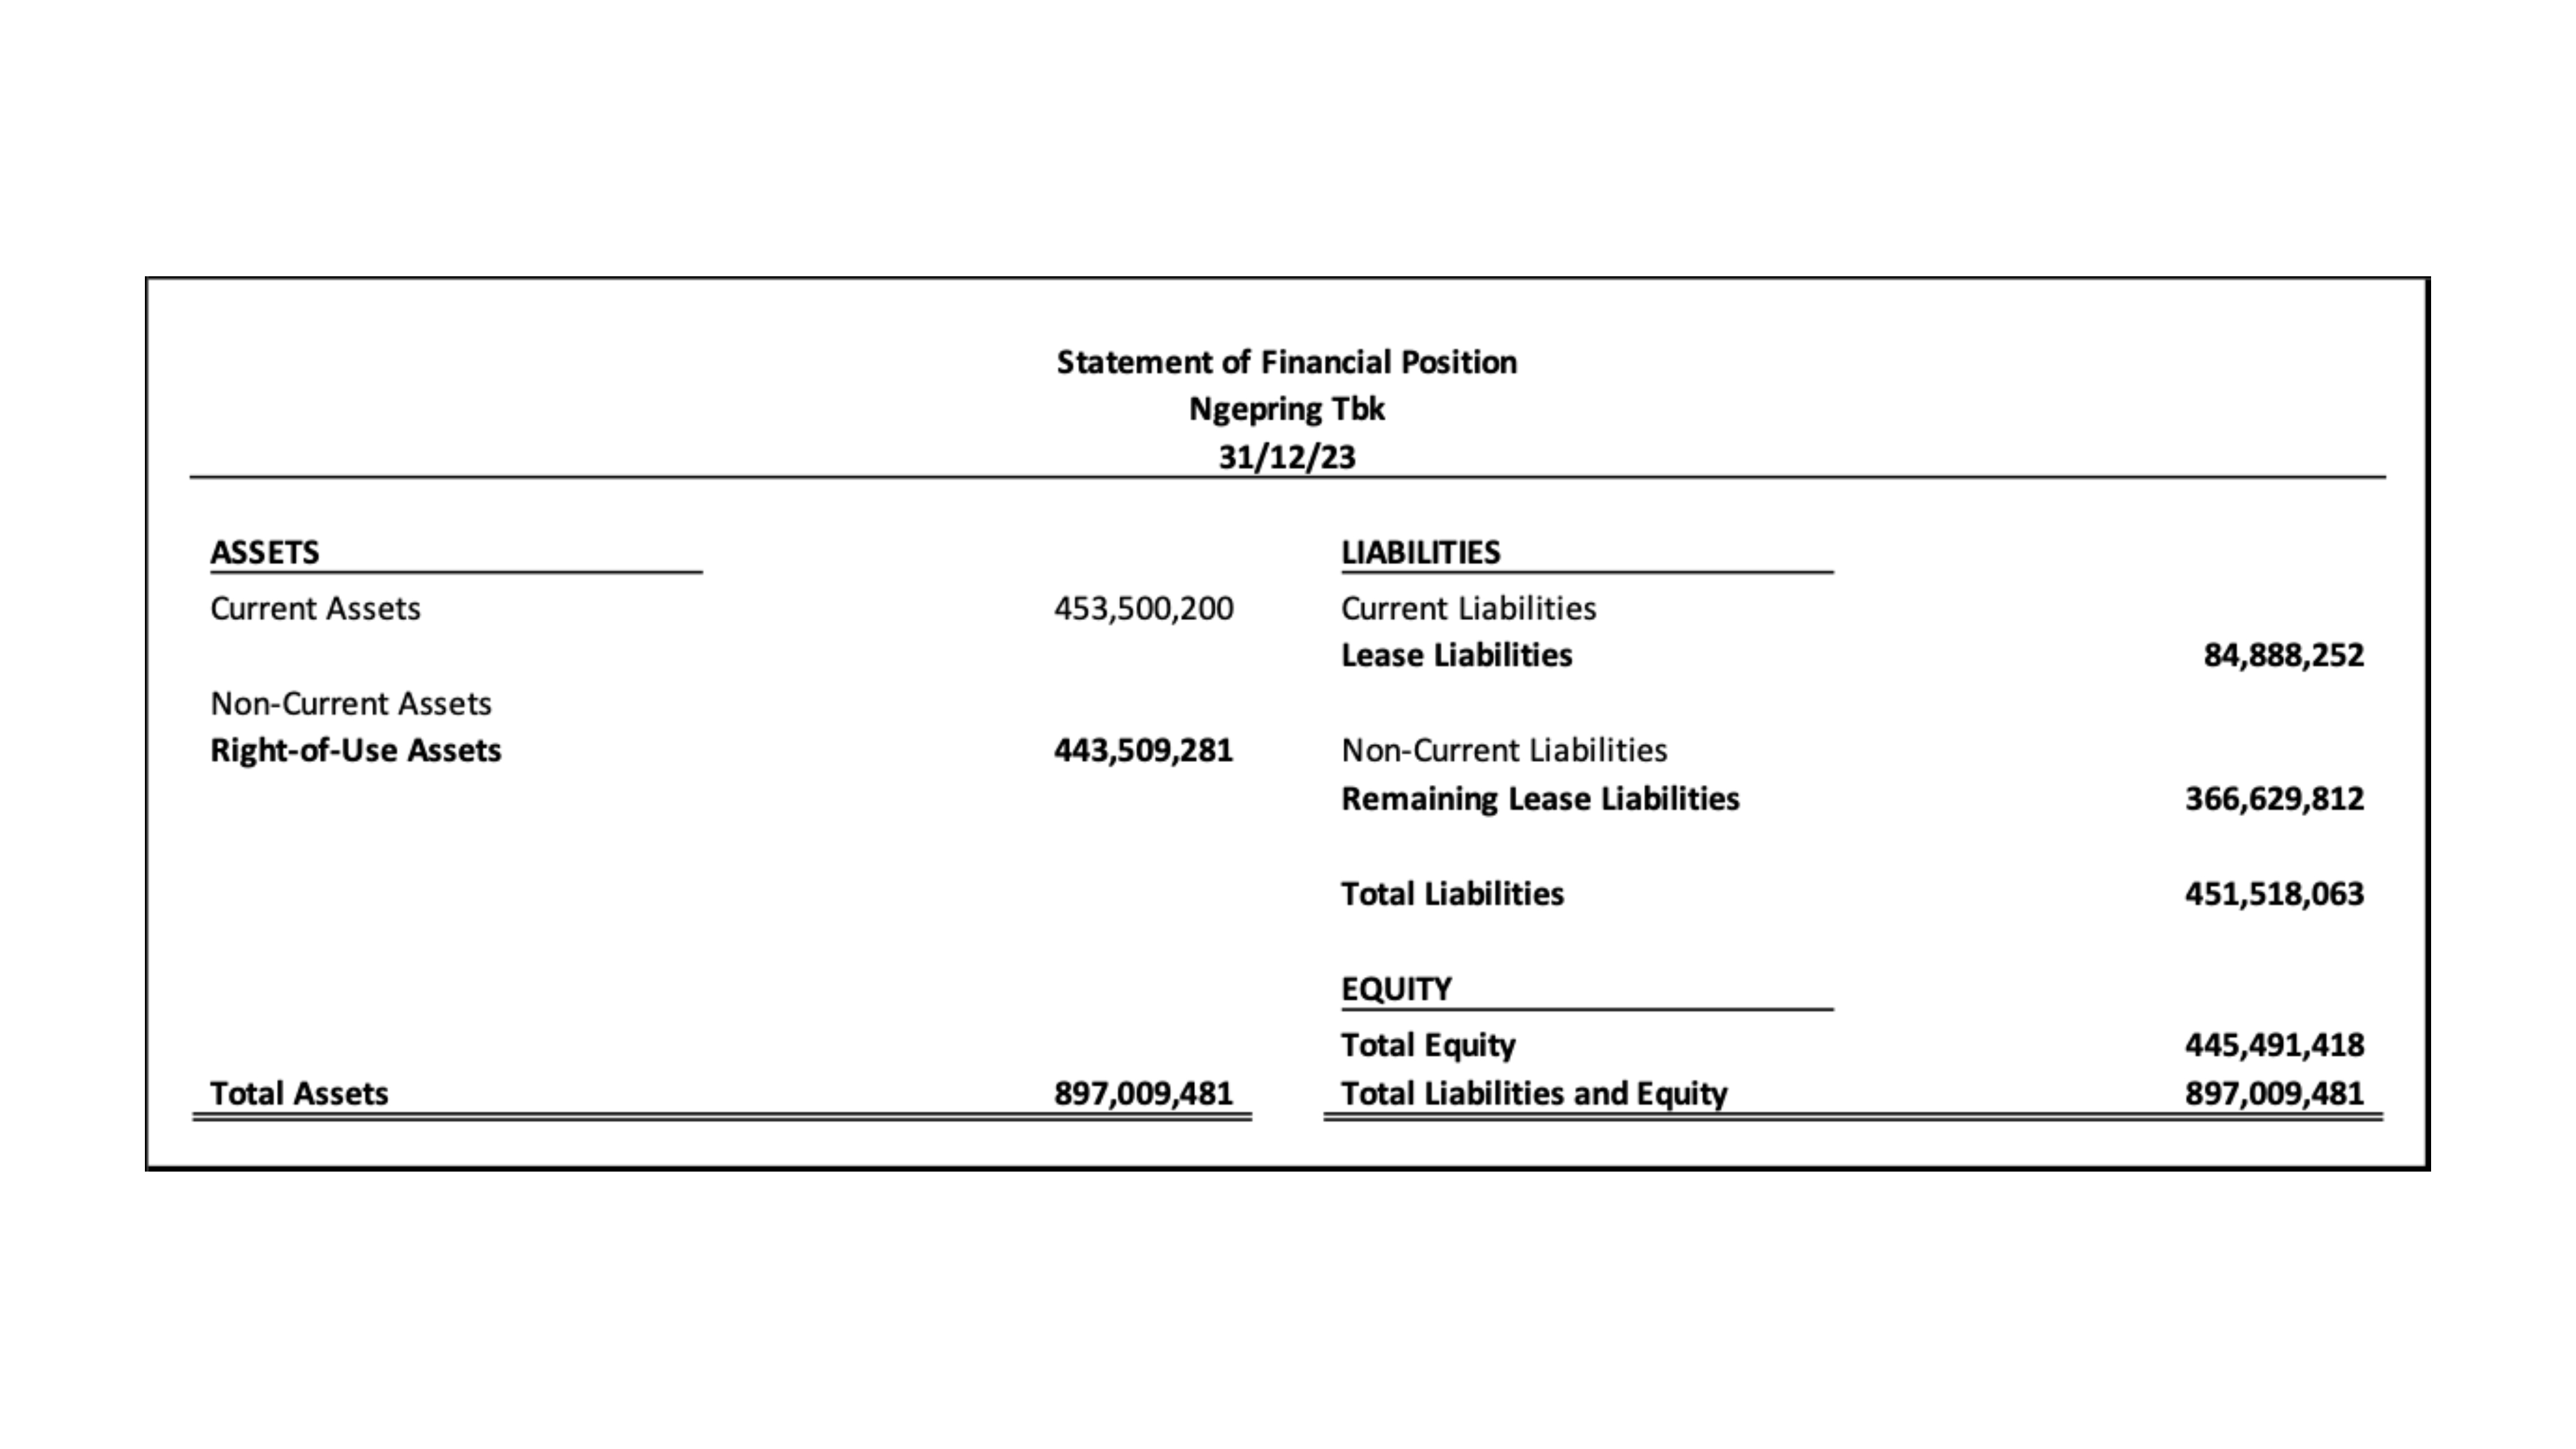 Statement of Financial Position
Ngepring Tbk
31/12/23
ASSETS
Current Assets 453,500,200
Non-Current Assets
Right-of-Use Assets 443,509,281
Total Assets 897,009,481
LIABILITIES
Current Liabilities
Lease Liabilities 84,888,252
Non-Current Liabilities
Remaining Lease Liabilities 366,629,812
Total Liabilities 451,518,063
EQUITY
Total Equity 445,491,418
Total Liabilities and Equity 897,009,481